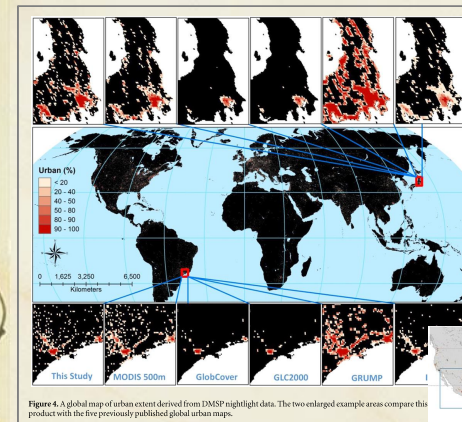 Urban (%)
< 20
20 - 40
40 - 50
50 - 80
80 - 90
90 - 100
0 1,625 3,250 6,500
Kilometers
This Study MODIS 500m GlobCover GLC2000 GRUMP
Figure 4. A global map of urban extent derived from DMSP nightlight data. The two enlarged example areas compare this
product with the five previously published global urban maps.